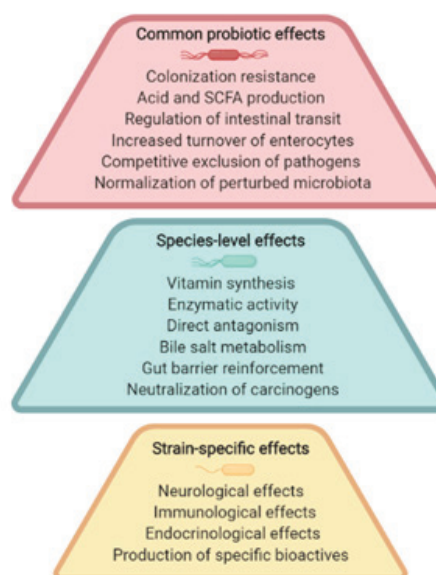 Common probiotic effects
Colonization resistance
Acid and SCFA production
Regulation of intestinal transit
Increased turnover of enterocytes
Competitive exclusion of pathogens
Normalization of perturbed microbiota
Species-level effects
Vitamin synthesis
Enzymatic activity
Direct antagonism
Bile salt metabolism
Gut barrier reinforcement
Neutralization of carcinogens
Strain-specific effects
Neurological effects
Immunological effects
Endocrinological effects
Production of specific bioactives